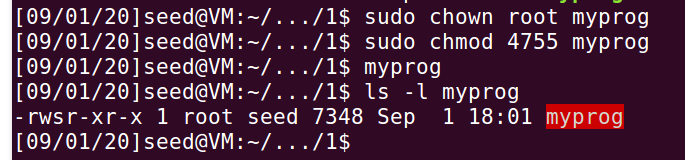 [09/01/20]seed@VM:~/.../1$ sudo chown root myprog
[09/01/20]seed@VM:~/.../1$ sudo chmod 4755 myprog
[09/01/20]seed@VM:~/.../1$ myprog
[09/01/20]seed@VM:~/.../1$ ls -l myprog
-rwsr-xr-x 1 root seed 7348 Sep  1 18:01 myprog
[09/01/20]seed@VM:~/.../1$